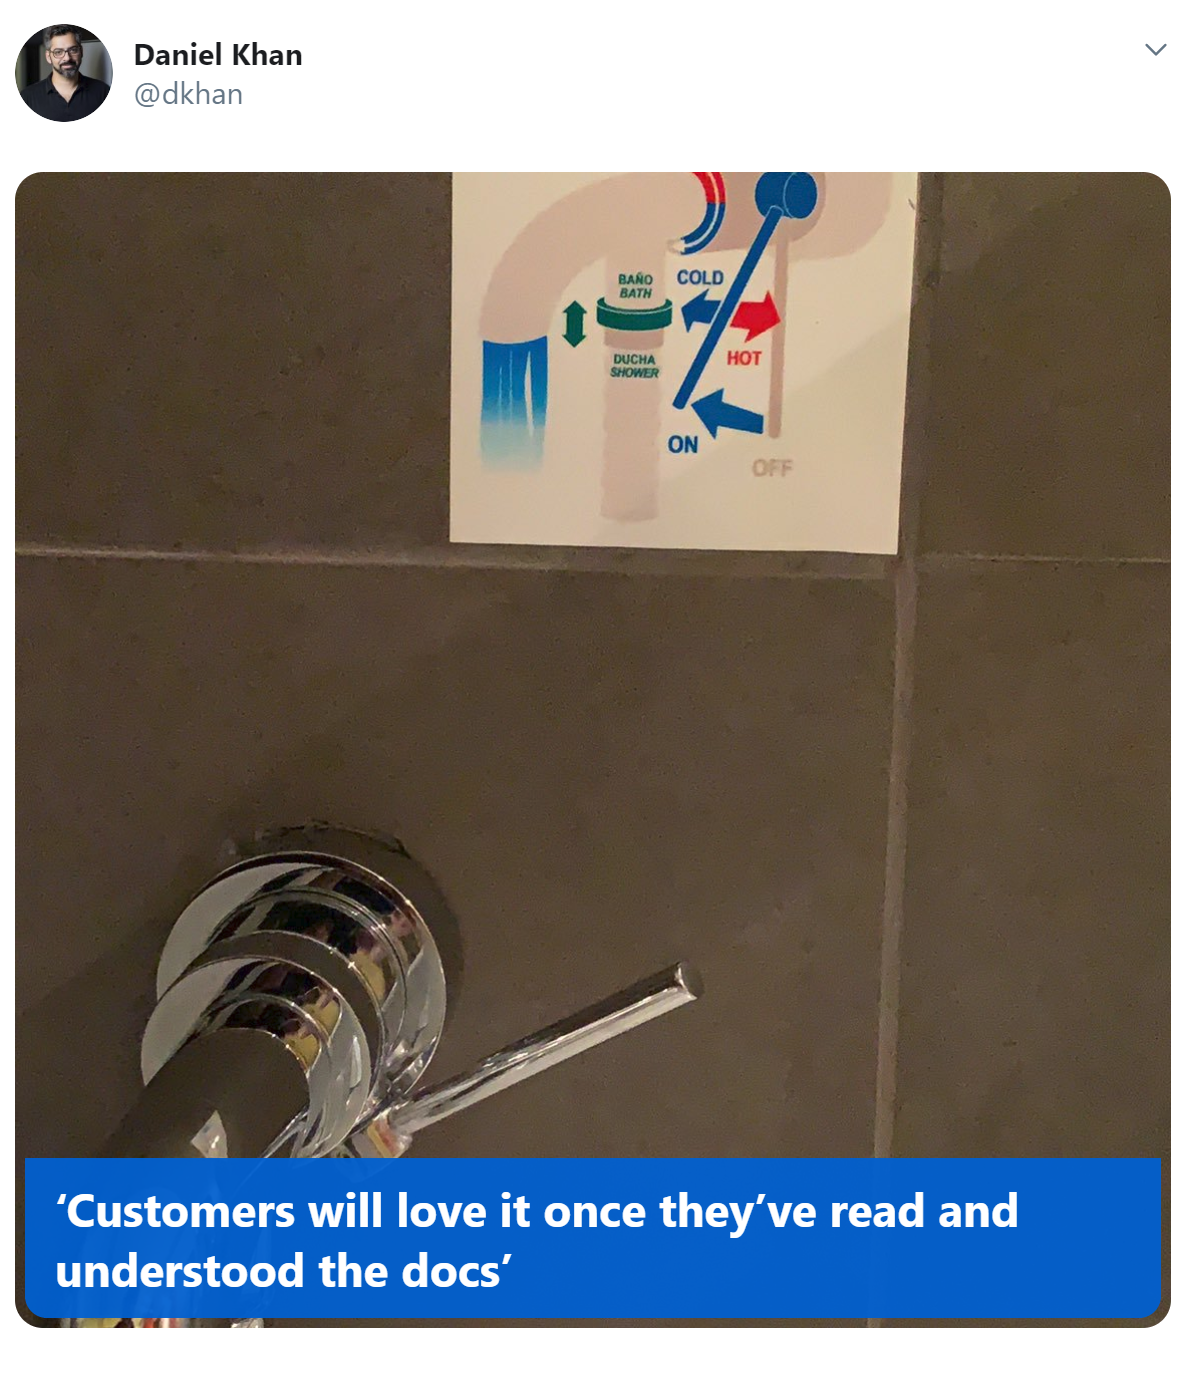 Daniel Khan
@dkhan
BAÑO
BATH
COLD
DUCHA
SHOWER
HOT
ON
OFF
‘Customers will love it once they’ve read and
understood the docs’